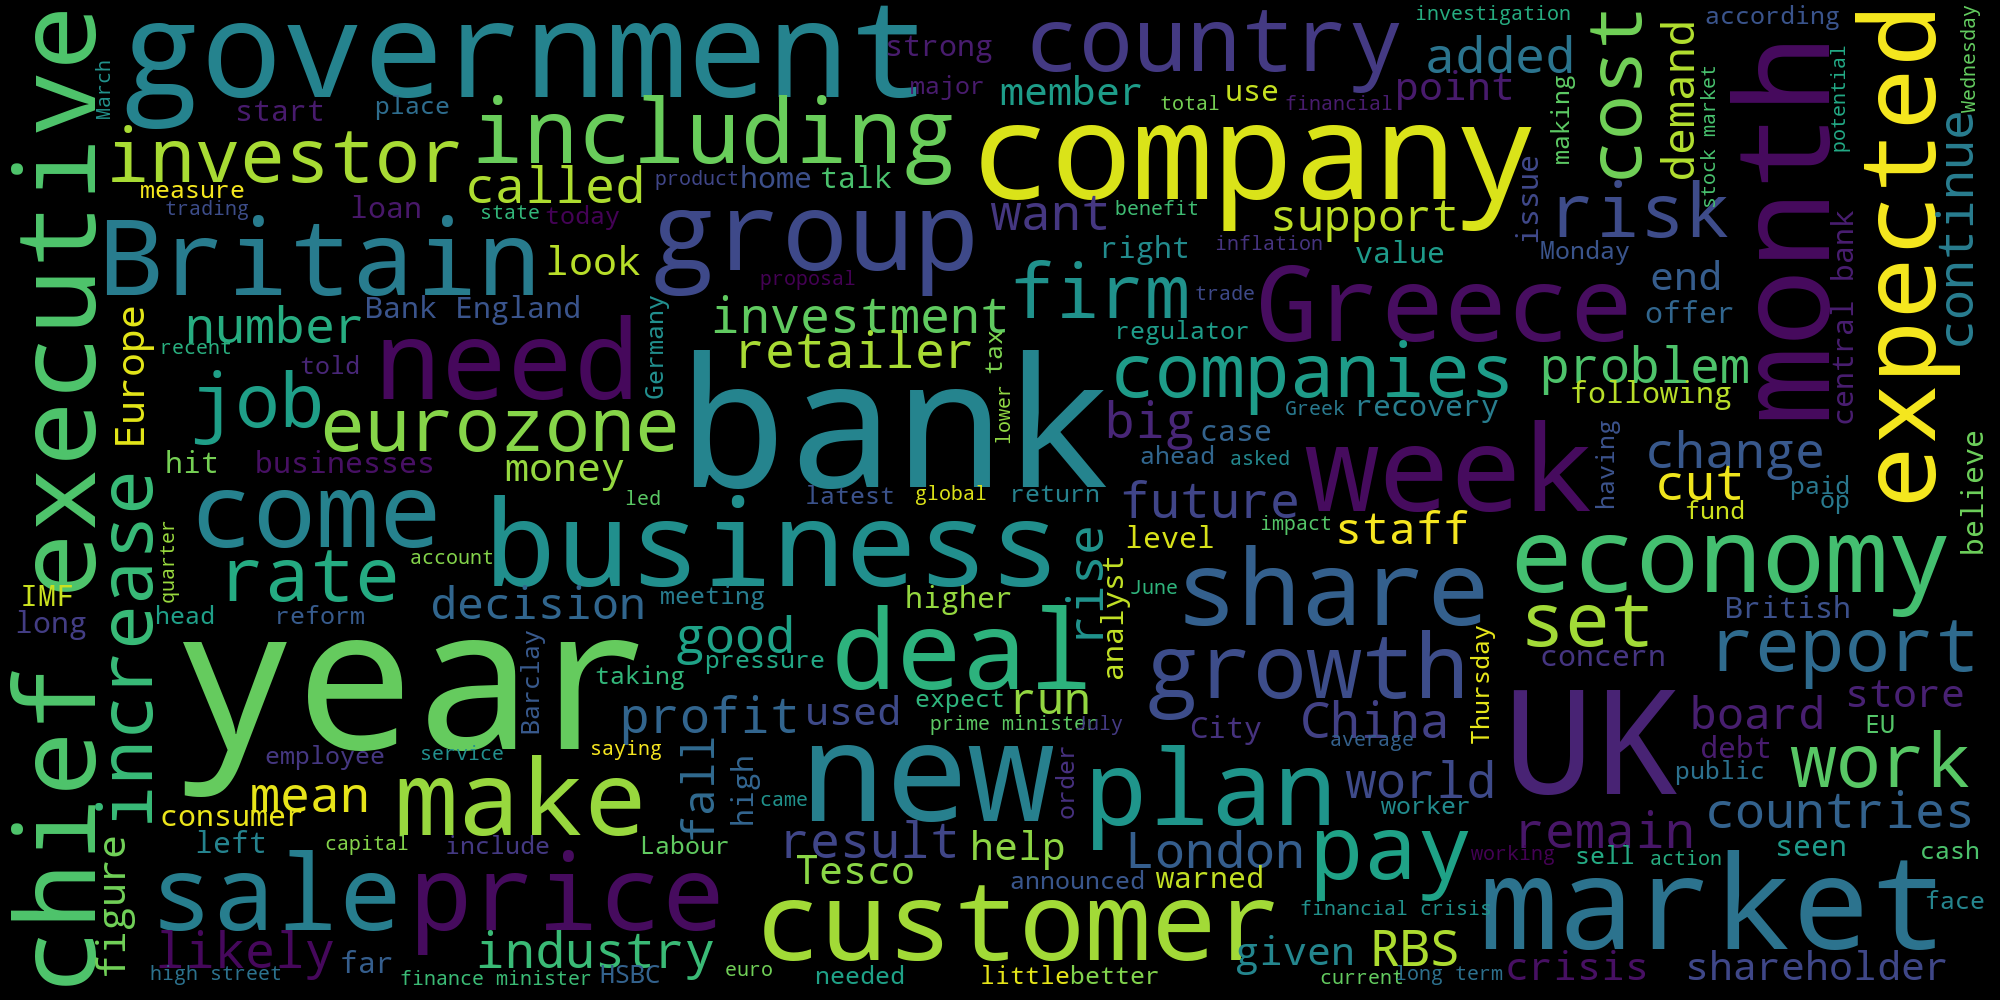 chief executive
government
March
start
place
strong
major
country
investigation
added
according
cost
demand
month
expected
Wednesday
potential
stock market
making
member
total
use
financial
point
including
investor
company
measure
called
product
home
talk
trading
loan
state
today
group
want
benefit
support
issue
risk
continue
Britain
look
proposal
right
inflation
value
Monday
central bank
firm
trade
Greece
end
offer
Bank England
number
Germany
investment
regulator
Europe
recent
told
need
retailer
tax
lower
companies
problem
following
job
eurozone
bank
big
Greek
recovery
case
week
having
change
believe
hit
businesses
money
ahead
asked
cut
paid
op
fund
come
led
latest
global
return
future
impact
staff
increase
quarter
rate
account
business
rise
level
analyst
share
economy
June
IMF
long
head
reform
decision
meeting
higher
good
pressure
deal
set
British
report
concern
Thursday
growth
year
Barclay
taking
expect
run
UK
store
board
profit
used
prime minister
July
City
China
average
EU
debt
public
work
employee
service
saying
fall
high
came
new
order
plan
world
worker
countries
mean
make
consumer
left
capital
include
Labour
result
help
London
pay
remain
working
sell
action
seen
cash
figure
sale
price
Tesco
announced
warned
market
face
customer
financial crisis
likely
far
industry
given
RBS
crisis
shareholder
high street
finance minister
HSBC
euro
needed
little
better
current
long term